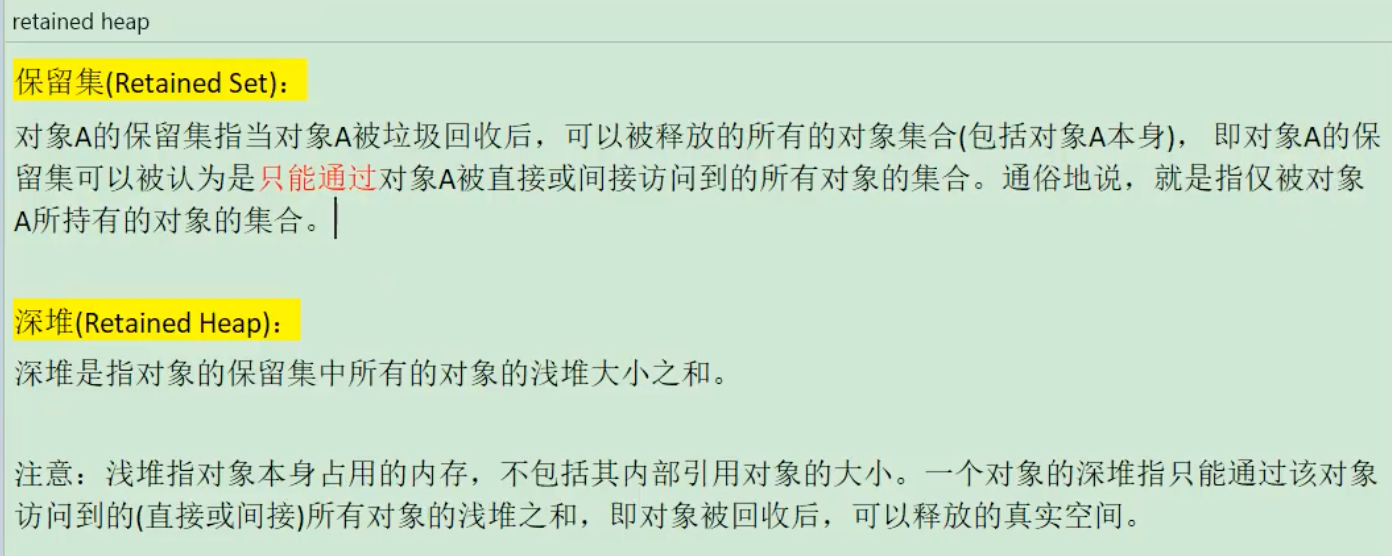 retained heap
保留集(Retained Set)：
对象A的保留集指当对象A被垃圾回收后，可以被释放的所有的对象集合(包括对象A本身)， 即对象A的保
留集可以被认为是只能通过对象A被直接或间接访问到的所有对象的集合。通俗地说，就是指仅被对象
A所持有的对象的集合。
深堆(Retained Heap)：
深堆是指对象的保留集中所有的对象的浅堆大小之和。
注意：浅堆指对象本身占用的内存，不包括其内部引用对象的大小。一个对象的深堆指只能通过该对象
访问到的(直接或间接)所有对象的浅堆之和，即对象被回收后，可以释放的真实空间。